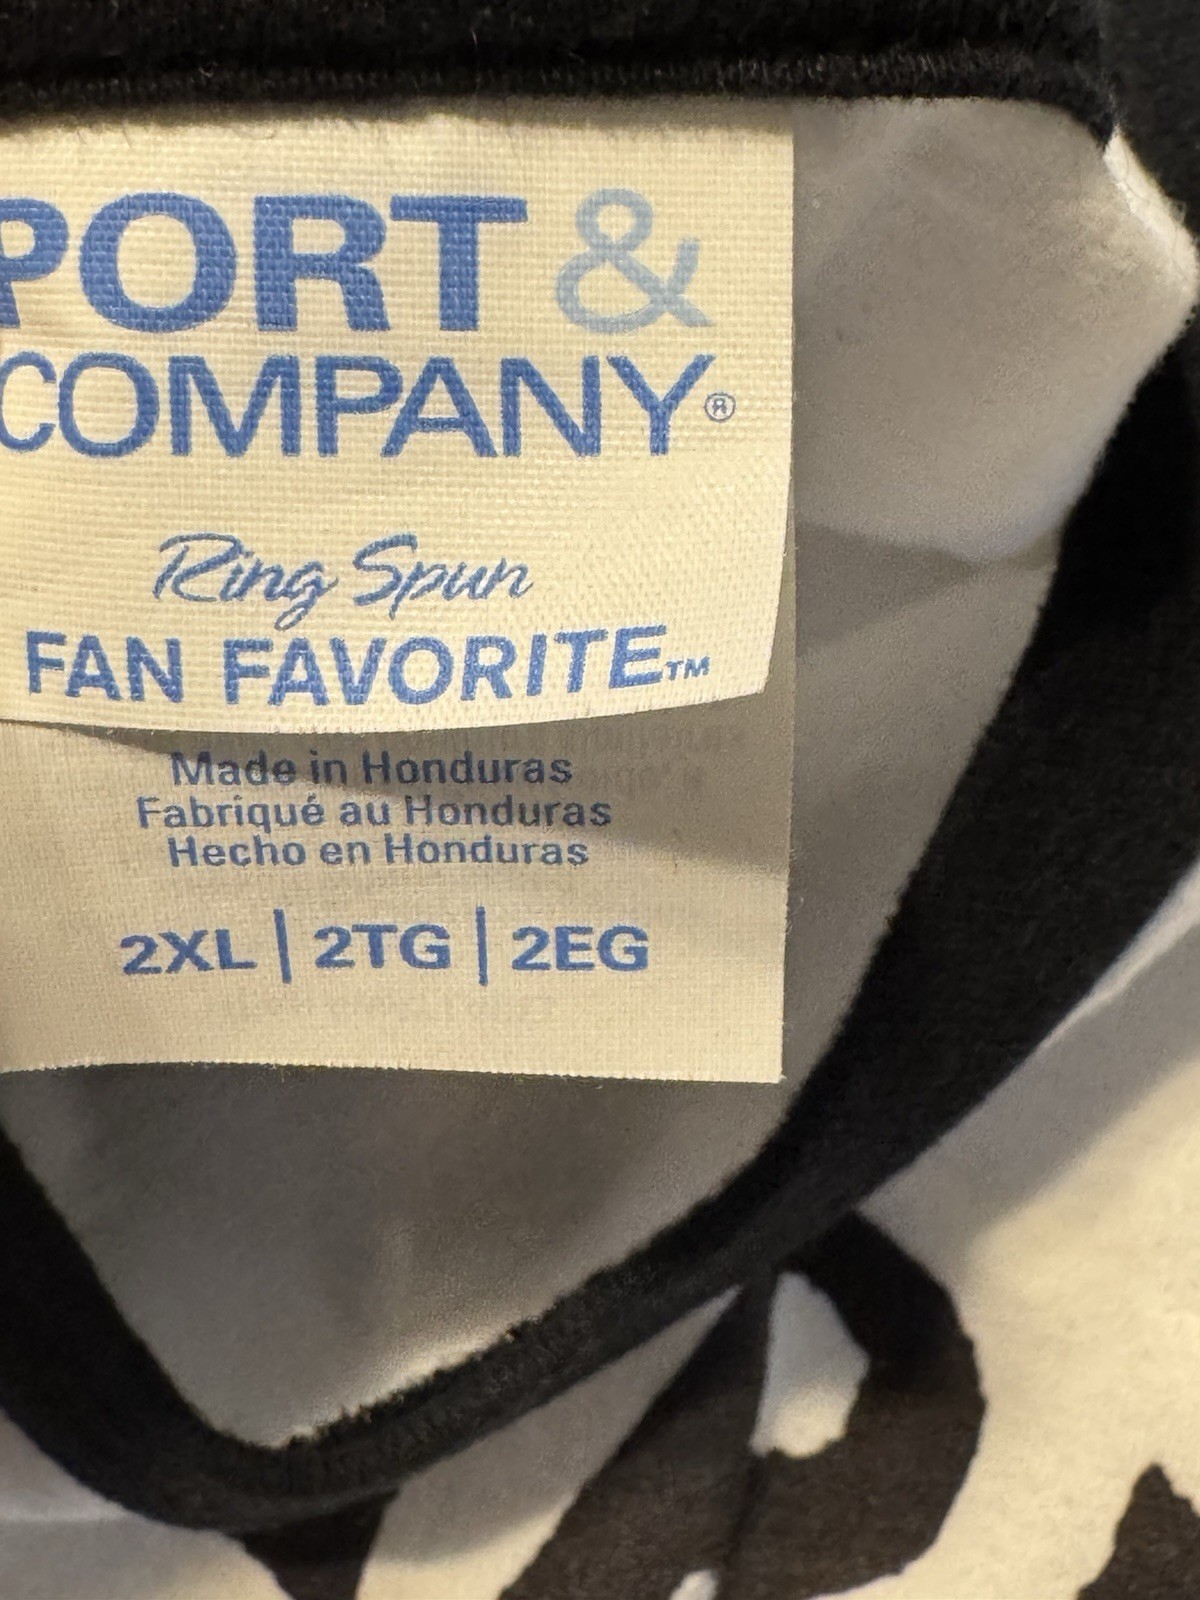 PORT &
COMPANY®
Ring Spun
FAN FAVORITE™
Made in Honduras
Fabriqué au Honduras
Hecho en Honduras
2XL | 2TG | 2EG